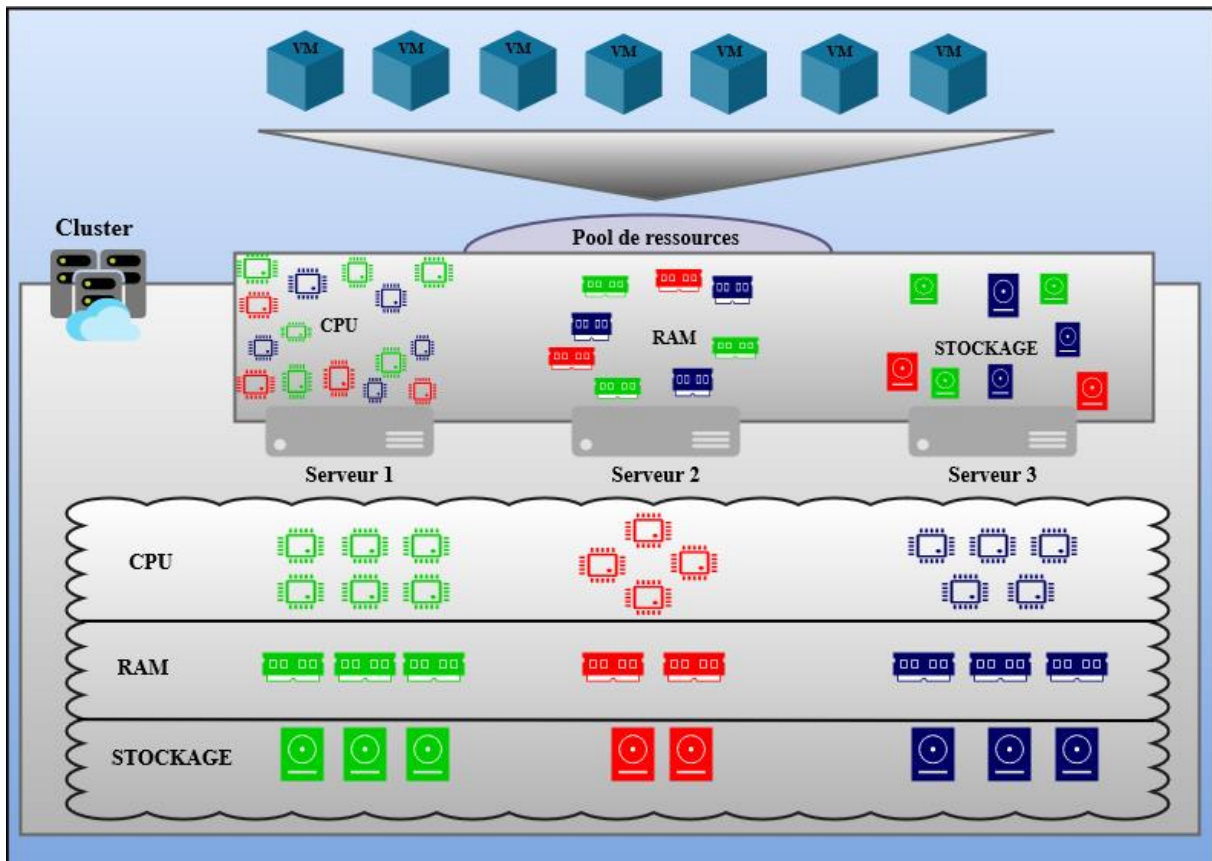 VM
VM
VM
VM
VM
VM
VM
Cluster
Pool de ressources
CPU
RAM
STOCKAGE
Serveur 1
Serveur 2
Serveur 3
CPU
RAM
STOCKAGE